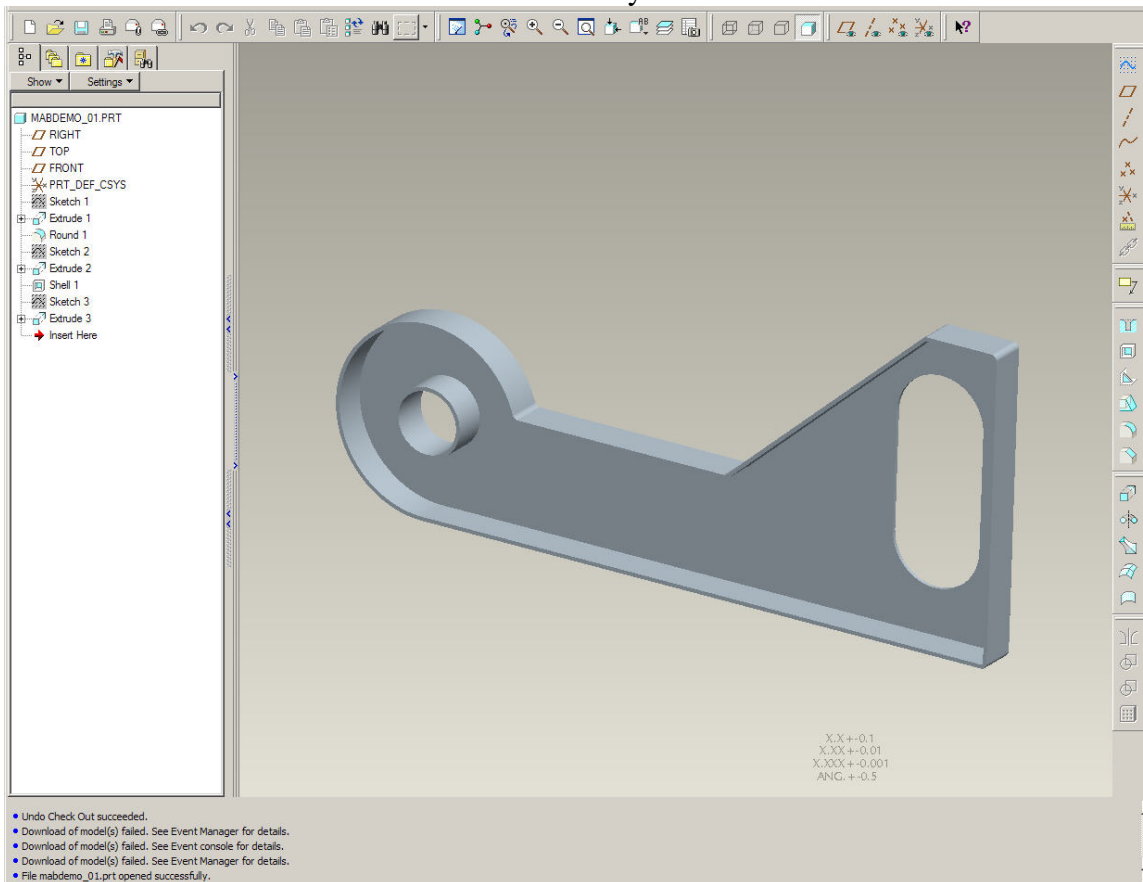 Show Settings
MABDEMO_01.PRT
RIGHT
TOP
FRONT
PRT_DEF_CSYS
Sketch 1
Extrude 1
Round 1
Sketch 2
Extrude 2
Shell 1
Sketch 3
Extrude 3
Insert Here
X.X+-0.1
X.XX+-0.01
X.XXX+-0.001
ANG.+-0.5
• Undo Check Out succeeded.
• Download of model(s) failed. See Event Manager for details.
• Download of model(s) failed. See Event console for details.
• Download of model(s) failed. See Event Manager for details.
• File mabdemo_01.prt opened successfully.